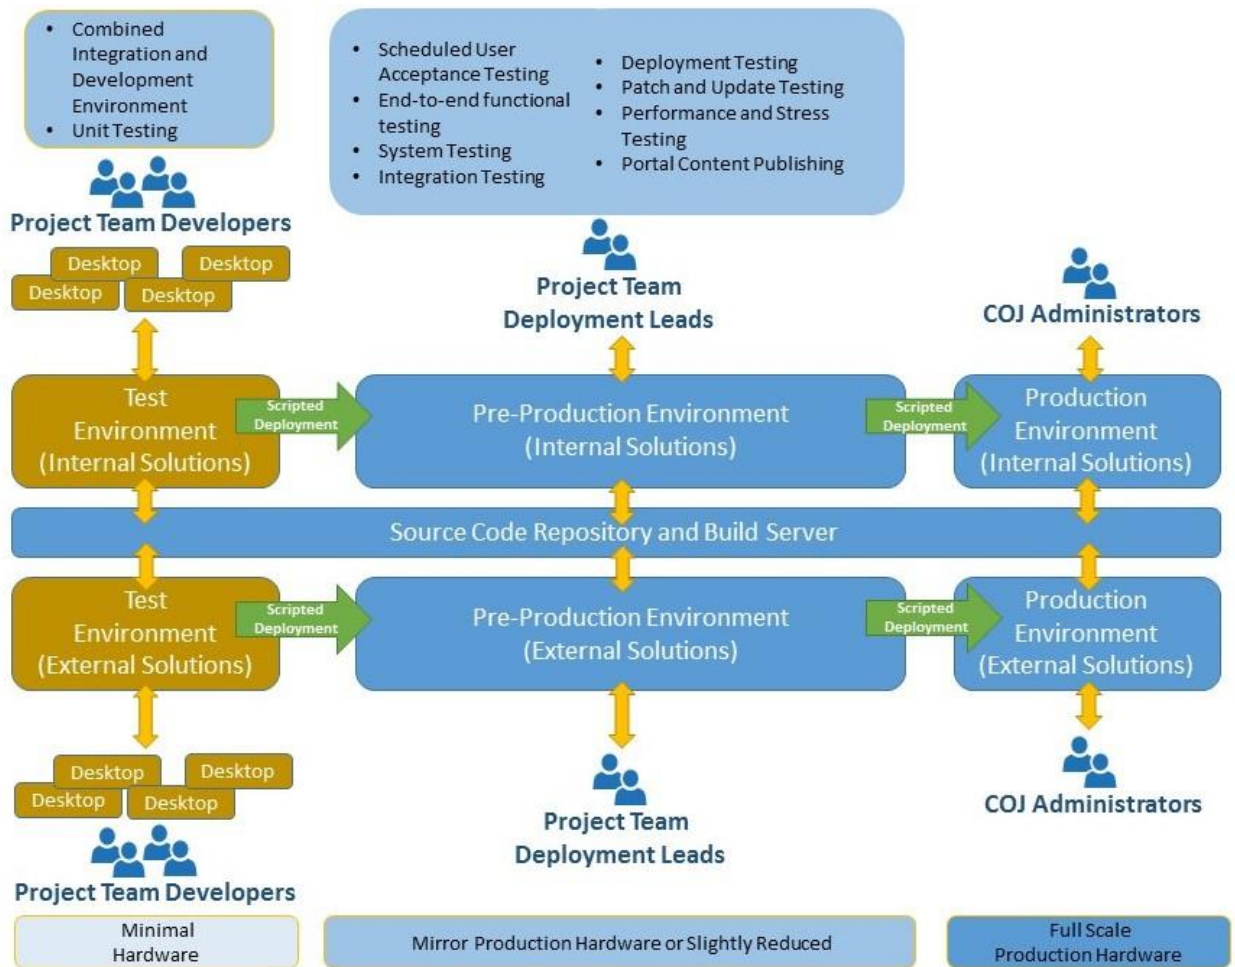 • Combined
Integration and
Development
Environment
• Unit Testing
• Scheduled User
Acceptance Testing
• End-to-end functional
testing
• System Testing
• Integration Testing
• Deployment Testing
• Patch and Update Testing
• Performance and Stress
Testing
• Portal Content Publishing
Project Team Developers
Desktop
Desktop
Desktop
Desktop
Project Team
Deployment Leads
COJ Administrators
Test
Environment
(Internal Solutions)
Scripted
Deployment
Pre-Production Environment
(Internal Solutions)
Scripted
Deployment
Production
Environment
(Internal Solutions)
Source Code Repository and Build Server
Test
Environment
(External Solutions)
Scripted
Deployment
Pre-Production Environment
(External Solutions)
Scripted
Deployment
Production
Environment
(External Solutions)
Desktop
Desktop
Desktop
Desktop
Project Team Developers
Project Team
Deployment Leads
COJ Administrators
Minimal
Hardware
Mirror Production Hardware or Slightly Reduced
Full Scale
Production Hardware